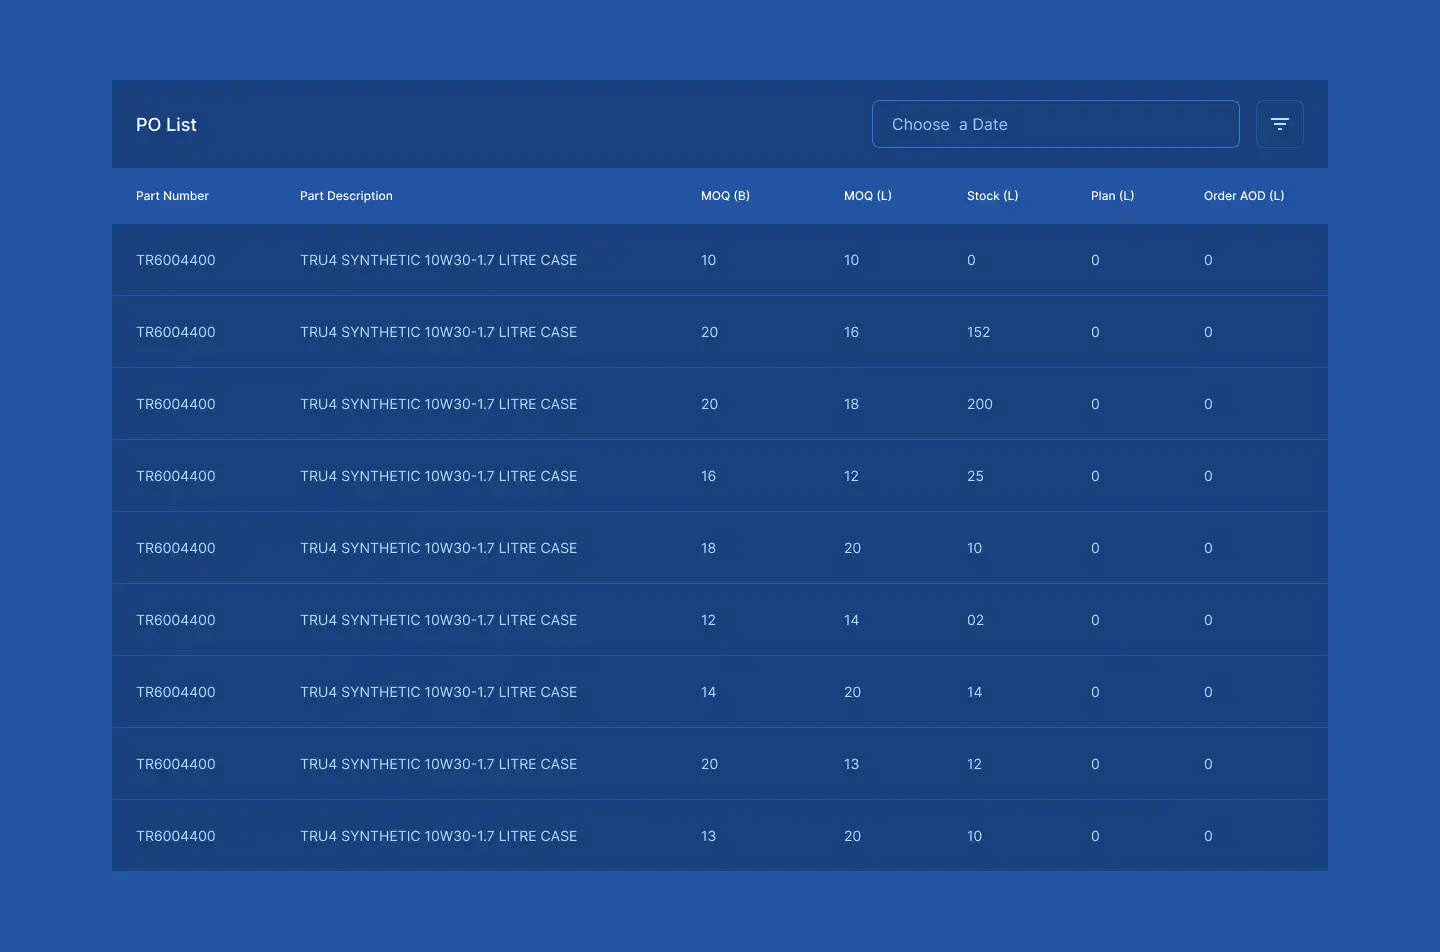 PO List
Choose a Date
Part Number Part Description MOQ (B) MOQ (L) Stock (L) Plan (L) Order AOD (L)
TR6004400 TRU4 SYNTHETIC 10W30-1.7 LITRE CASE 10 10 0 0 0
TR6004400 TRU4 SYNTHETIC 10W30-1.7 LITRE CASE 20 16 152 0 0
TR6004400 TRU4 SYNTHETIC 10W30-1.7 LITRE CASE 20 18 200 0 0
TR6004400 TRU4 SYNTHETIC 10W30-1.7 LITRE CASE 16 12 25 0 0
TR6004400 TRU4 SYNTHETIC 10W30-1.7 LITRE CASE 18 20 10 0 0
TR6004400 TRU4 SYNTHETIC 10W30-1.7 LITRE CASE 12 14 02 0 0
TR6004400 TRU4 SYNTHETIC 10W30-1.7 LITRE CASE 14 20 14 0 0
TR6004400 TRU4 SYNTHETIC 10W30-1.7 LITRE CASE 20 13 12 0 0
TR6004400 TRU4 SYNTHETIC 10W30-1.7 LITRE CASE 13 20 10 0 0